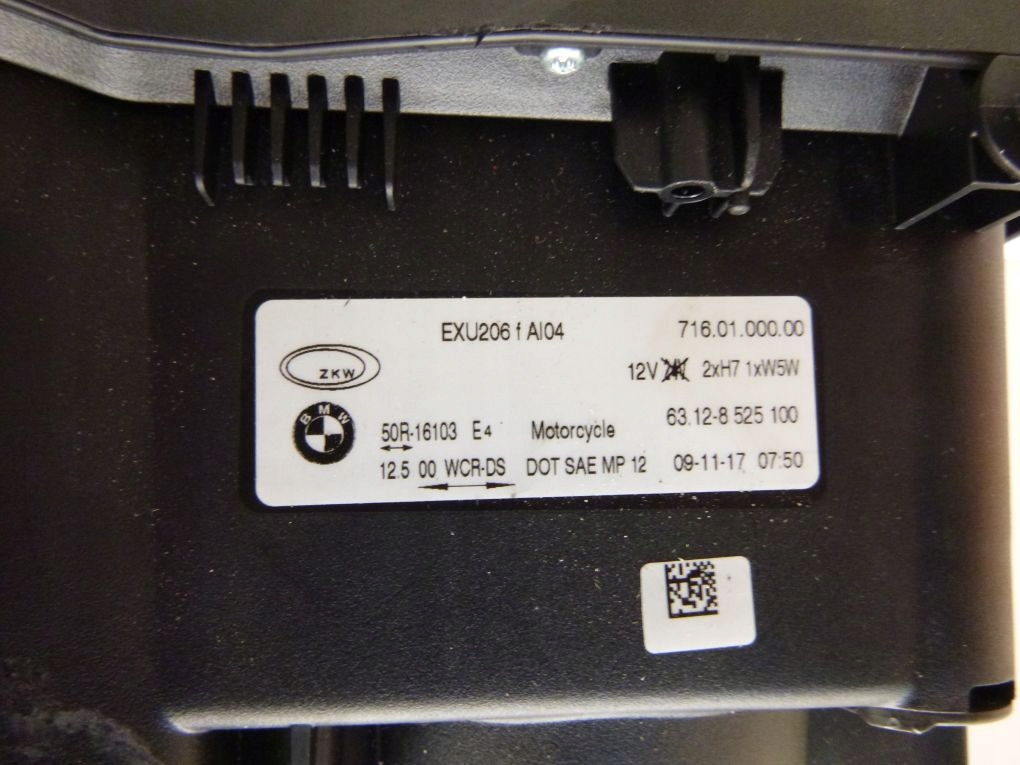 EXU206 f AI04 716.01.000.00
ZKW 12V 2xH7 1xW5W
BMW
50R-16103 E4 Motorcycle 63.12-8 525 100
12.5 00 WCR-DS DOT SAE MP 12 09-11-17 07:50